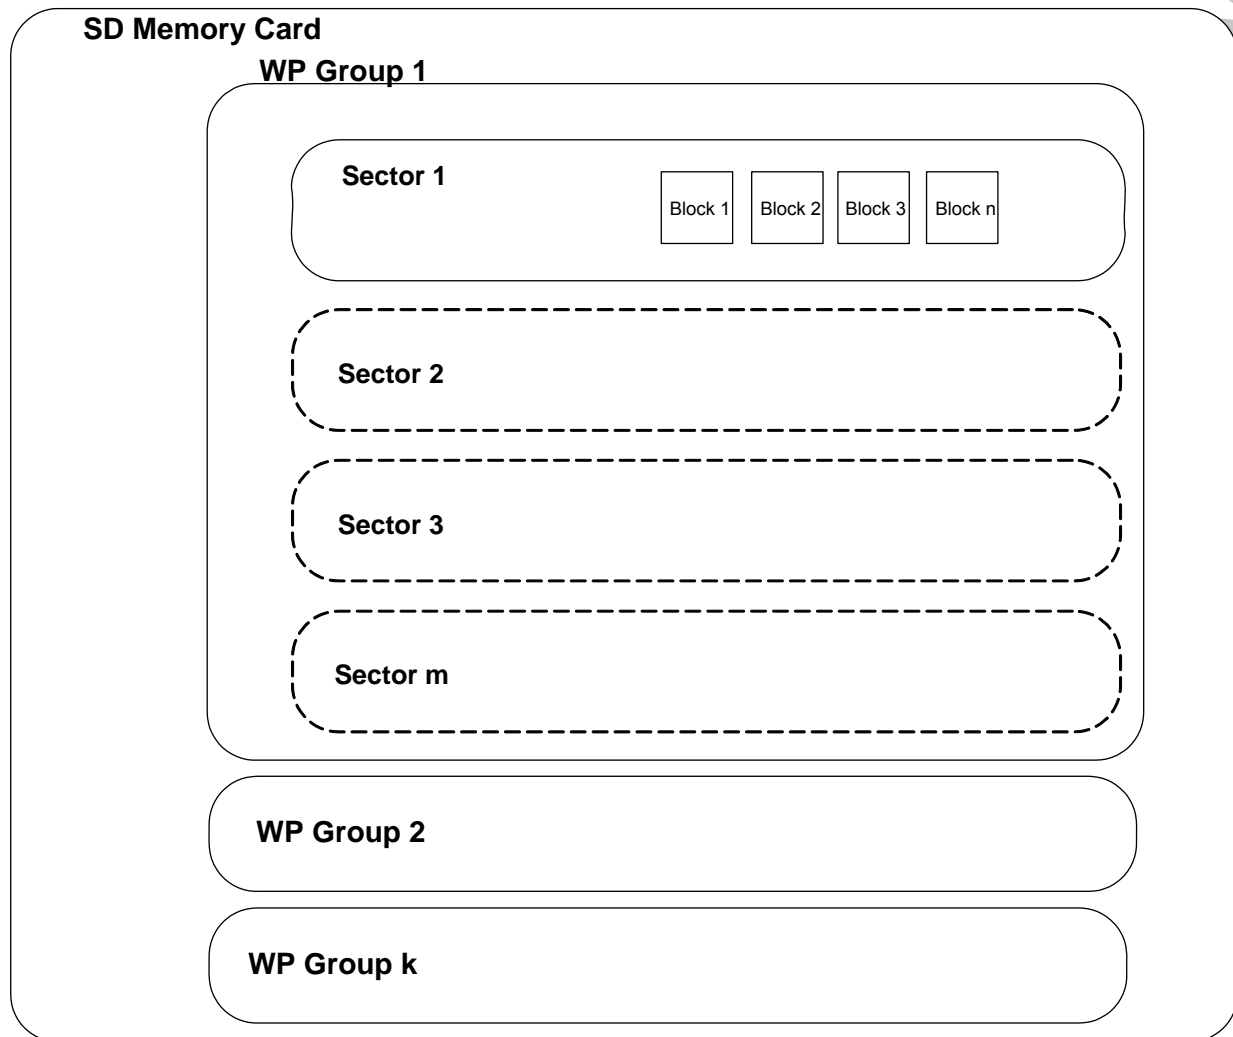 SD Memory Card
WP Group 1
Sector 1
Block 1 Block 2 Block 3 Block n
Sector 2
Sector 3
Sector m
WP Group 2
WP Group k